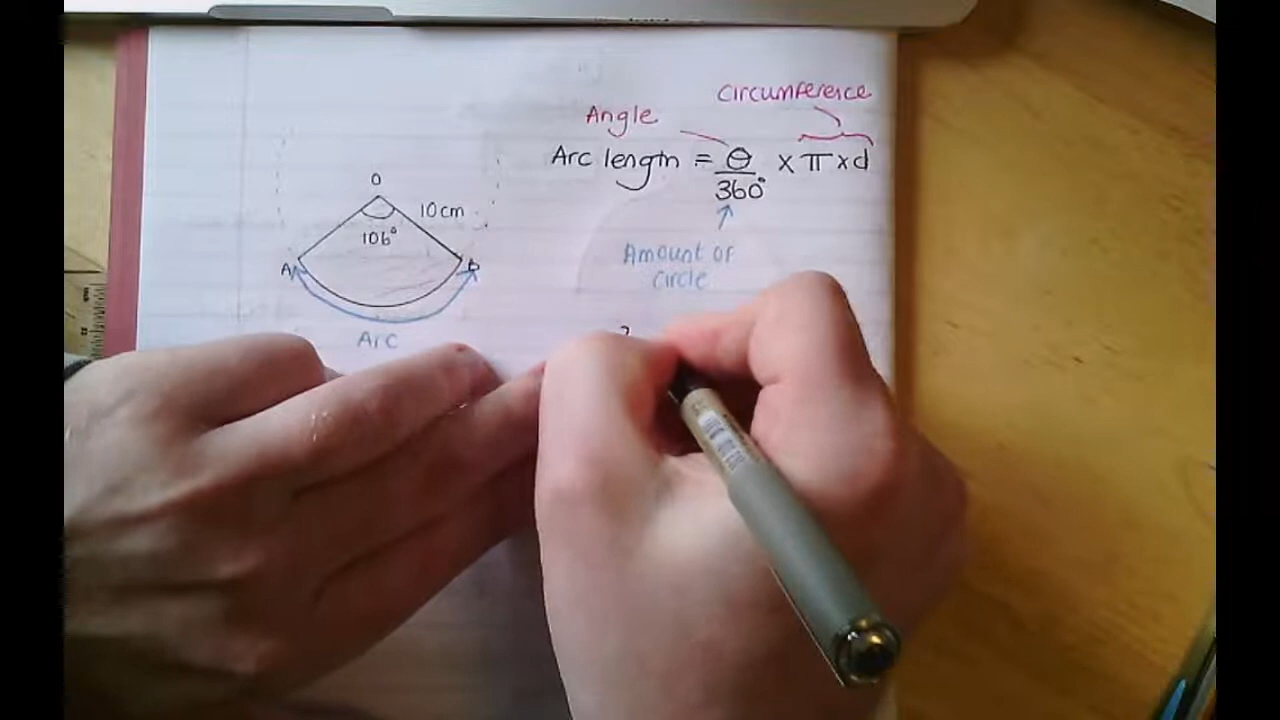 Circumference
Angle
Arc length = θ/360° x π x d
O
10cm
106°
Amount of
circle
A
B
Arc